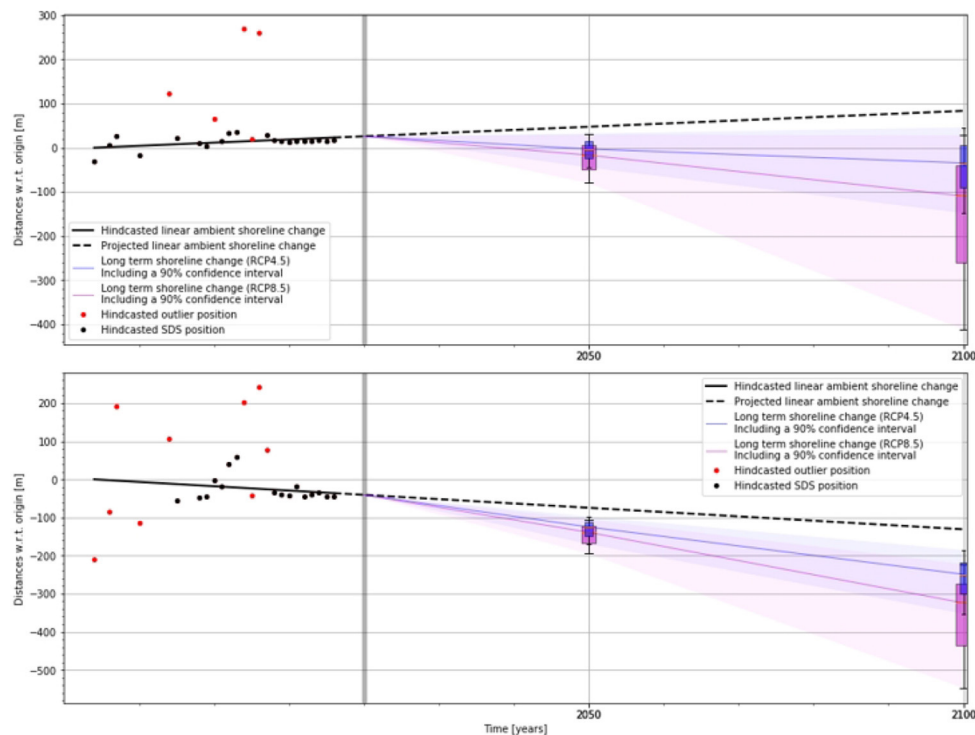 300
200
100
0
−100
−200
−300
−400
Distances w.r.t. origin [m]
Hindcasted linear ambient shoreline change
Projected linear ambient shoreline change
Long term shoreline change (RCP4.5)
Including a 90% confidence interval
Long term shoreline change (RCP8.5)
Including a 90% confidence interval
Hindcasted outlier position
Hindcasted SDS position
2050
2100
200
100
0
−100
−200
−300
−400
−500
Distances w.r.t. origin [m]
Hindcasted linear ambient shoreline change
Projected linear ambient shoreline change
Long term shoreline change (RCP4.5)
Including a 90% confidence interval
Long term shoreline change (RCP8.5)
Including a 90% confidence interval
Hindcasted outlier position
Hindcasted SDS position
2050
2100
Time [years]